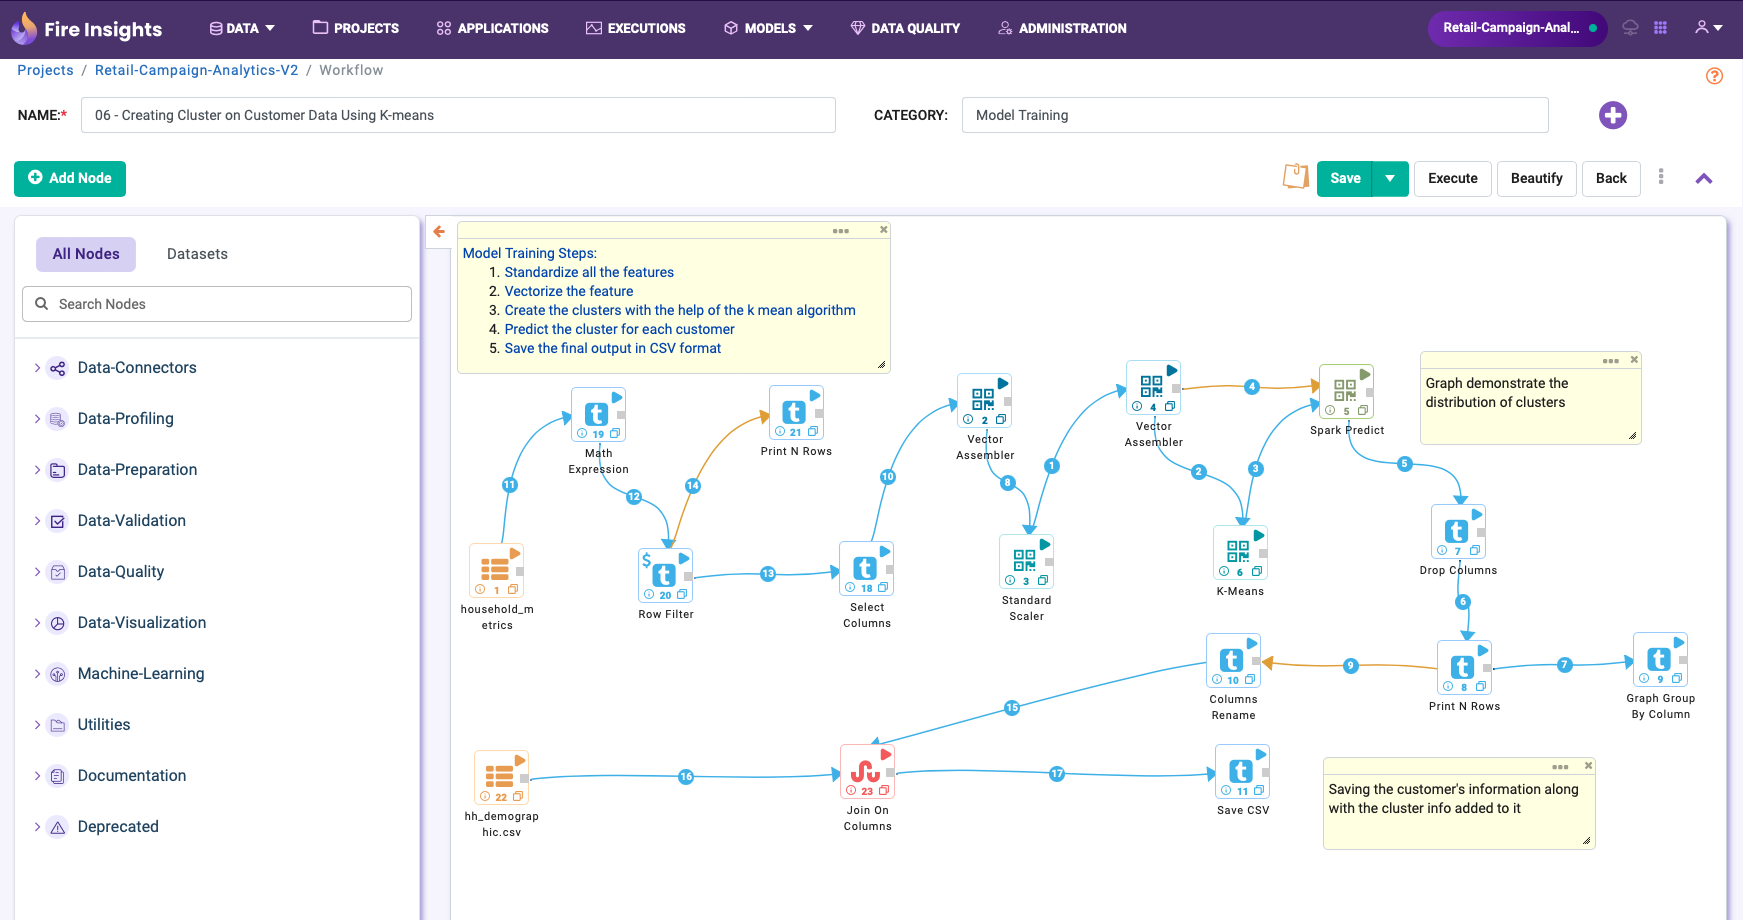 Fire Insights
DATA
PROJECTS
APPLICATIONS
EXECUTIONS
MODELS
DATA QUALITY
ADMINISTRATION
Retail-Campaign-Anal...
Projects / Retail-Campaign-Analytics-V2 / Workflow
?
NAME:* 06 - Creating Cluster on Customer Data Using K-means
CATEGORY: Model Training
Add Node
Save
Execute
Beautify
Back
All Nodes
Datasets
Search Nodes
Data-Connectors
Data-Profiling
Data-Preparation
Data-Validation
Data-Quality
Data-Visualization
Machine-Learning
Utilities
Documentation
Deprecated
Model Training Steps:
1. Standardize all the features
2. Vectorize the feature
3. Create the clusters with the help of the k mean algorithm
4. Predict the cluster for each customer
5. Save the final output in CSV format
Graph demonstrate the
distribution of clusters
19
Math
Expression
21
Print N Rows
2
Vector
Assembler
4
Vector
Assembler
5
Spark Predict
11
12
14
10
8
1
4
2
3
5
1
household_m
etrics
$
20
Row Filter
13
18
Select
Columns
3
Standard
Scaler
6
K-Means
7
Drop Columns
6
10
Columns
Rename
9
8
Print N Rows
7
9
Graph Group
By Column
15
22
hh_demograp
hic.csv
16
23
Join On
Columns
17
11
Save CSV
Saving the customer's information along
with the cluster info added to it